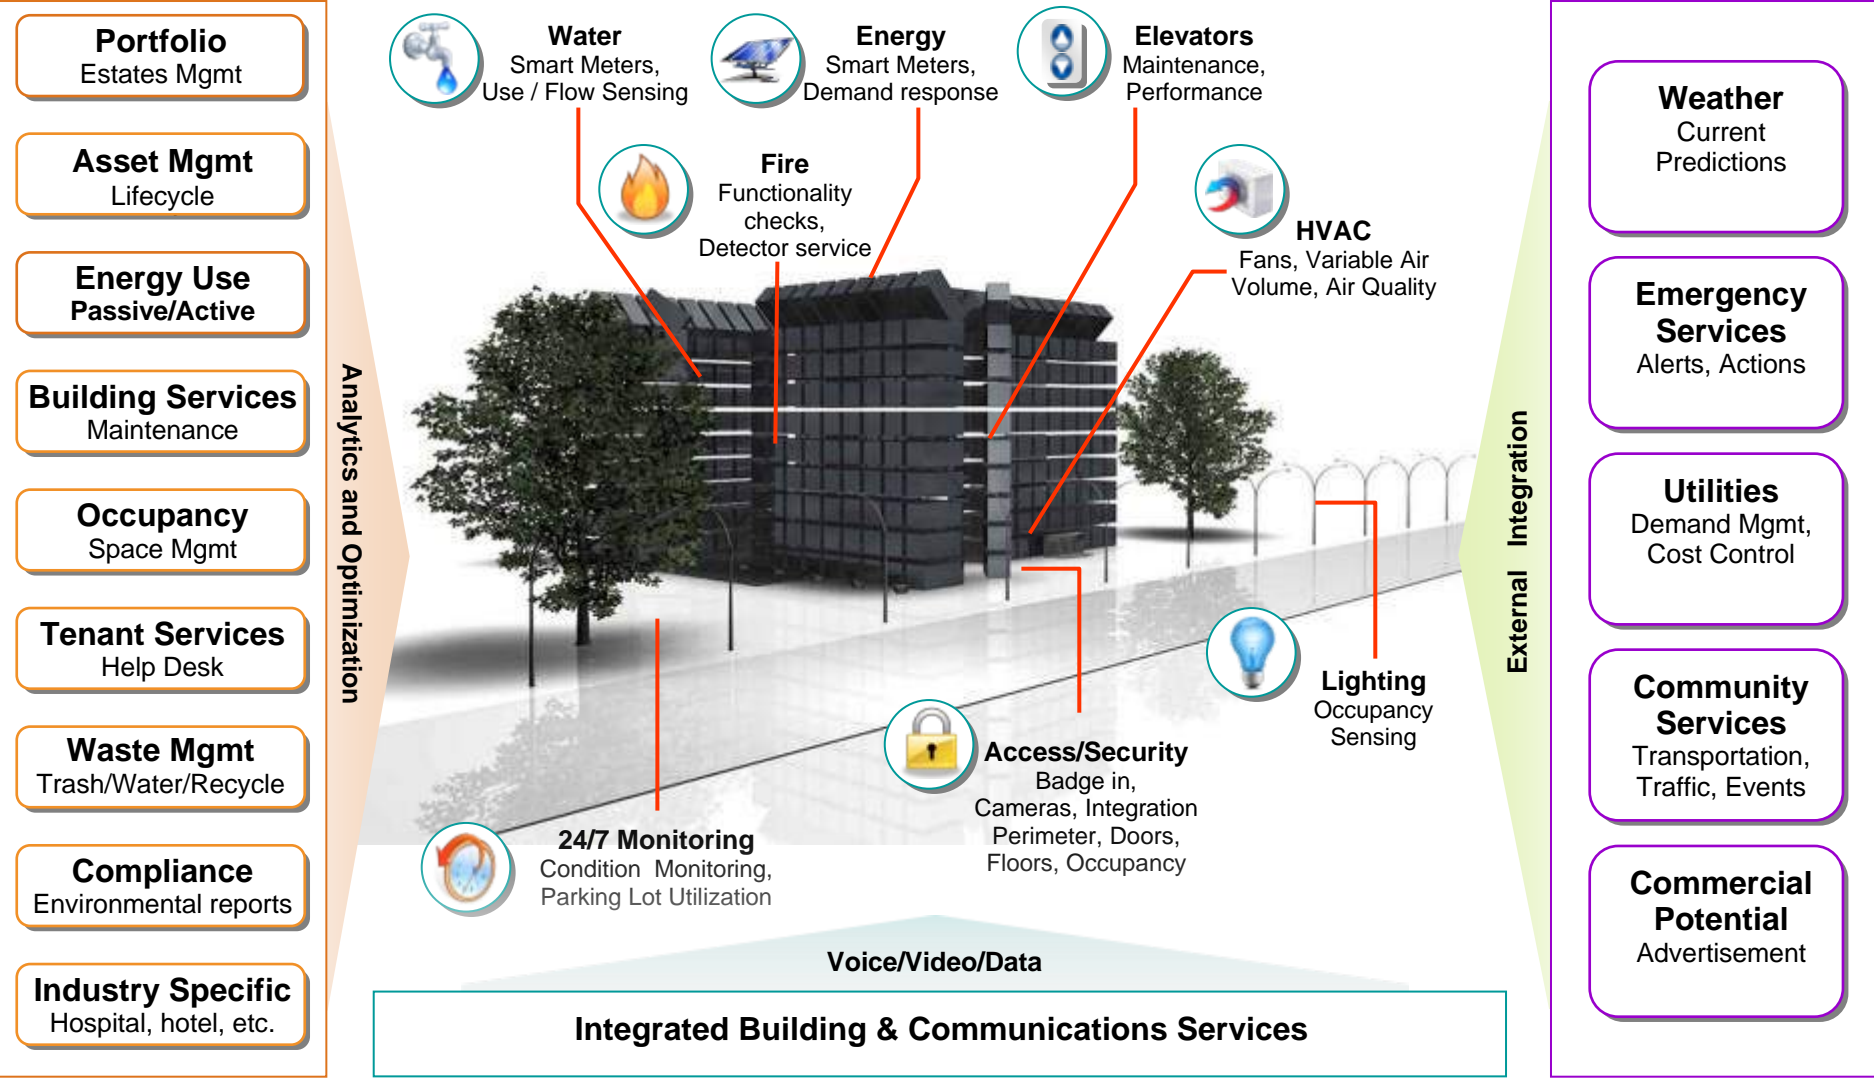 Portfolio
Estates Mgmt
Asset Mgmt
Lifecycle
Energy Use
Passive/Active
Building Services
Maintenance
Occupancy
Space Mgmt
Tenant Services
Help Desk
Waste Mgmt
Trash/Water/Recycle
Compliance
Environmental reports
Industry Specific
Hospital, hotel, etc.
Analytics and Optimization
Water
Smart Meters,
Use / Flow Sensing
Energy
Smart Meters,
Demand response
Elevators
Maintenance,
Performance
Fire
Functionality
checks,
Detector service
HVAC
Fans, Variable Air
Volume, Air Quality
Lighting
Occupancy
Sensing
Access/Security
Badge in,
Cameras, Integration
Perimeter, Doors,
Floors, Occupancy
24/7 Monitoring
Condition Monitoring,
Parking Lot Utilization
Voice/Video/Data
Integrated Building & Communications Services
External Integration
Weather
Current
Predictions
Emergency
Services
Alerts, Actions
Utilities
Demand Mgmt,
Cost Control
Community
Services
Transportation,
Traffic, Events
Commercial
Potential
Advertisement